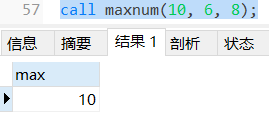 57 call maxnum(10, 6, 8);
信息 摘要 结果 1 剖析 状态
max
10